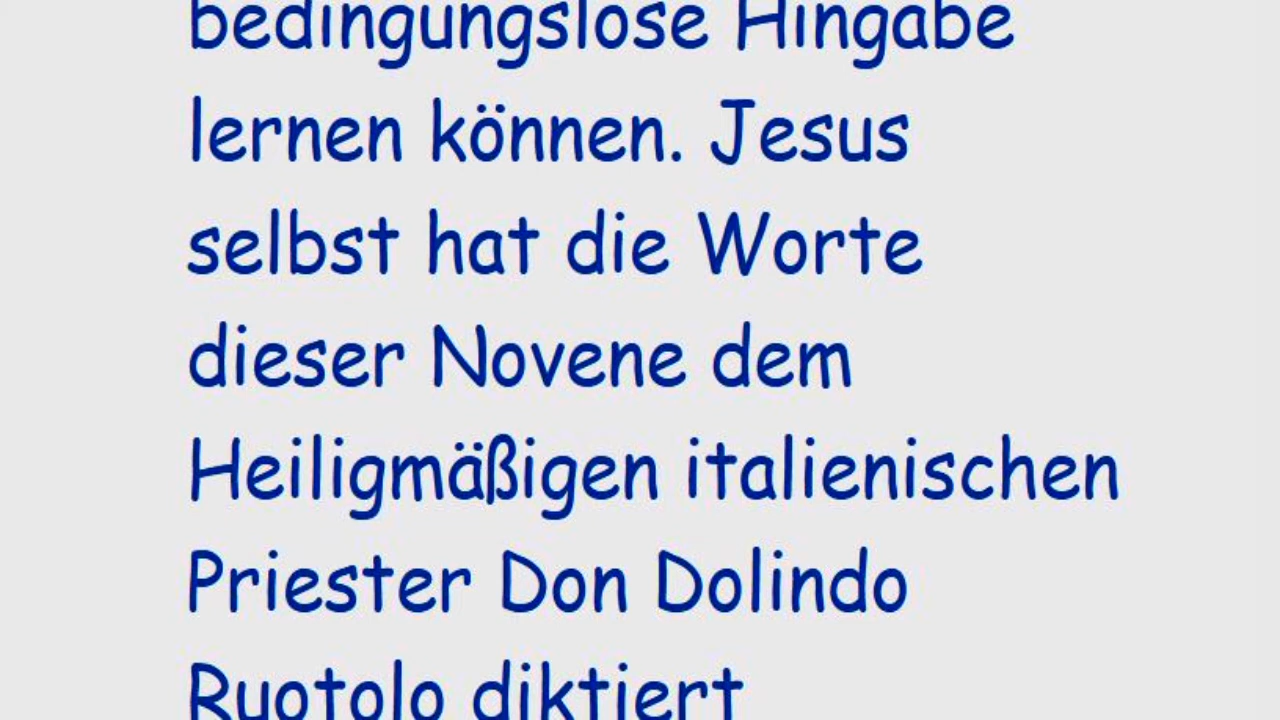 bedingungslose Hingabe
lernen können. Jesus
selbst hat die Worte
dieser Novene dem
Heiligmäßigen italienischen
Priester Don Dolindo
Ruotolo diktiert